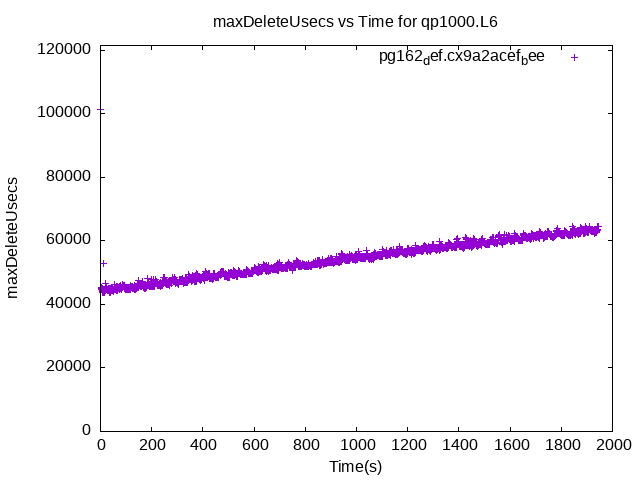 maxDeleteUsecs vs Time for qp1000.L6
pg162def.cx9a2acefbee
120000
100000
80000
60000
40000
20000
0
maxDeleteUsecs
0 200 400 600 800 1000 1200 1400 1600 1800 2000
Time(s)